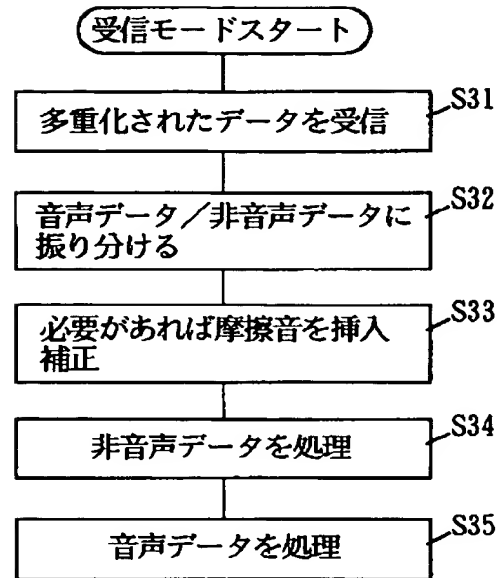 受信モードスタート
S31
多重化されたデータを受信
S32
音声データ／非音声データに
振り分ける
S33
必要があれば摩擦音を挿入
補正
S34
非音声データを処理
S35
音声データを処理